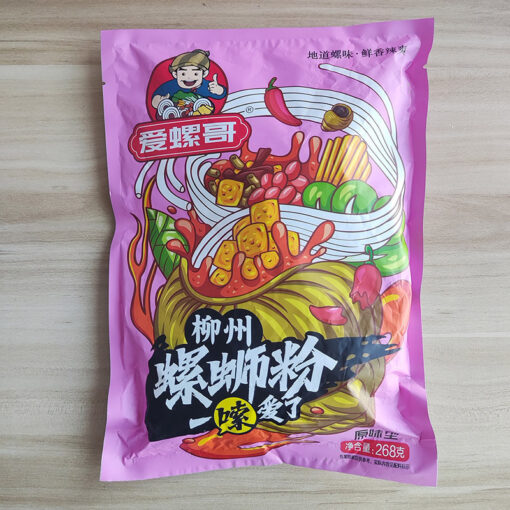 地道螺味·鲜香辣爽
爱螺哥®
柳州
螺蛳粉
一嗦爱了
原味型
净含量:268克